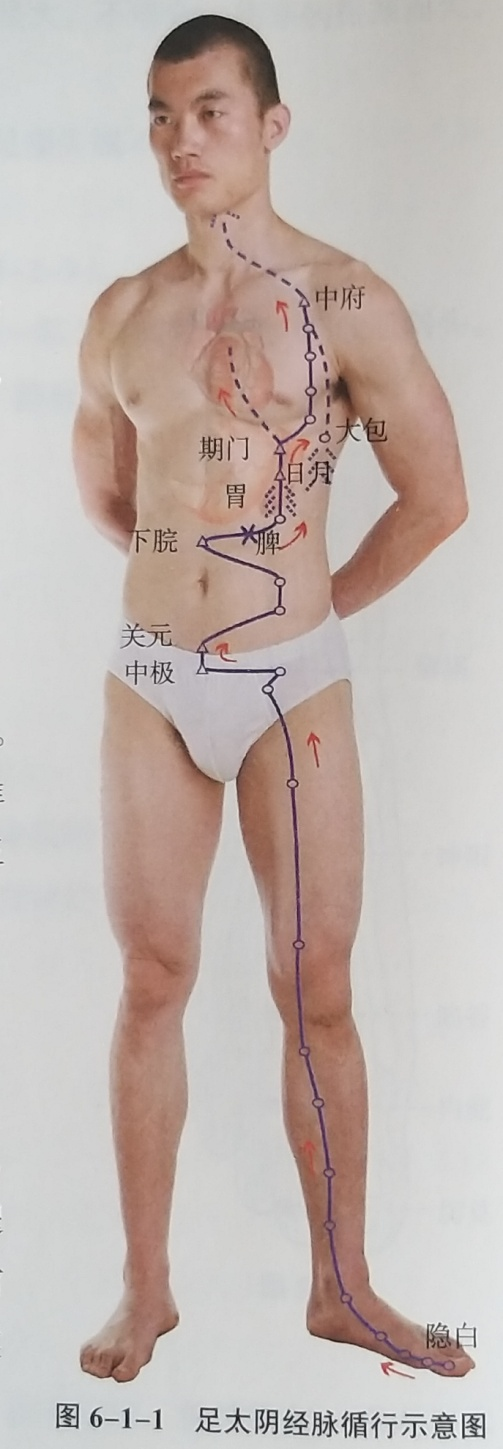 中府
大包
期门
日月
胃
下脘
脾
关元
中极
隐白
图 6-1-1 足太阴经脉循行示意图